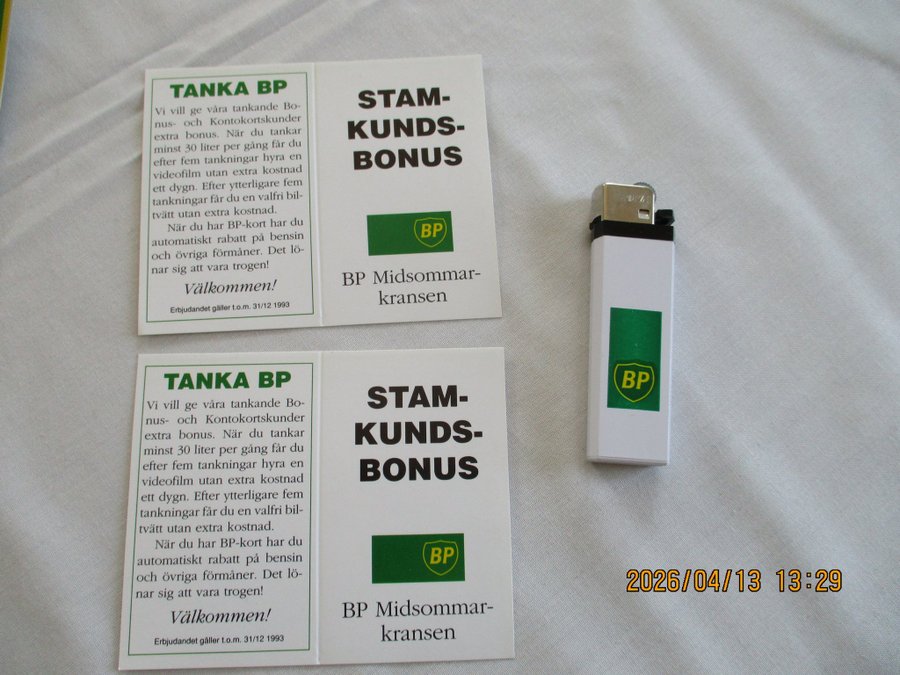 TANKA BP
Vi vill ge våra tankande Bo-
nus- och Kontokortskunder
extra bonus. När du tankar
minst 30 liter per gång får du
efter fem tankningar hyra en
videofilm utan extra kostnad
ett dygn. Efter ytterligare fem
tankningar får du en valfri bil-
tvätt utan extra kostnad.
När du har BP-kort har du
automatiskt rabatt på bensin
och övriga förmåner. Det lö-
nar sig att vara trogen!
Välkommen!
Erbjudandet gäller t.o.m. 31/12 1993
STAM-
KUNDS-
BONUS
BP
BP Midsommar-
kransen
BP
TANKA BP
Vi vill ge våra tankande Bo-
nus- och Kontokortskunder
extra bonus. När du tankar
minst 30 liter per gång får du
efter fem tankningar hyra en
videofilm utan extra kostnad
ett dygn. Efter ytterligare fem
tankningar får du en valfri bil-
tvätt utan extra kostnad.
När du har BP-kort har du
automatiskt rabatt på bensin
och övriga förmåner. Det lö-
nar sig att vara trogen!
Välkommen!
Erbjudandet gäller t.o.m. 31/12 1993
STAM-
KUNDS-
BONUS
BP
BP Midsommar-
kransen
2026/04/13 13:29